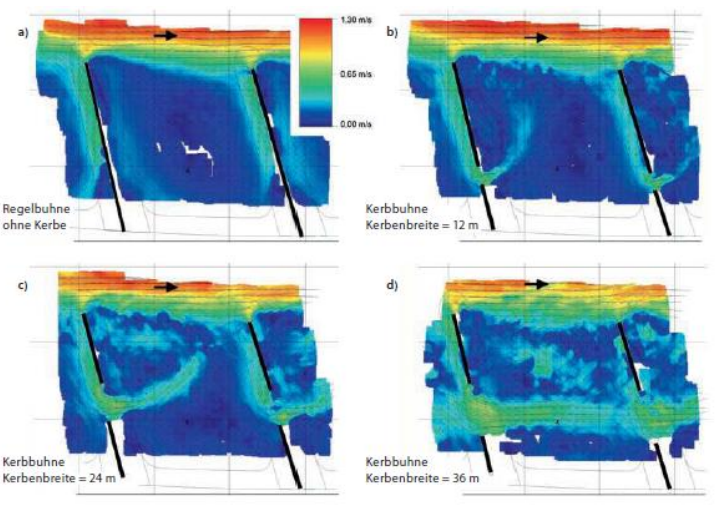 a)
1,30 m/s
0,65 m/s
0,00 m/s
Regelbuhne
ohne Kerbe
b)
Kerbbuhne
Kerbenbreite = 12 m
c)
Kerbbuhne
Kerbenbreite = 24 m
d)
Kerbbuhne
Kerbenbreite = 36 m